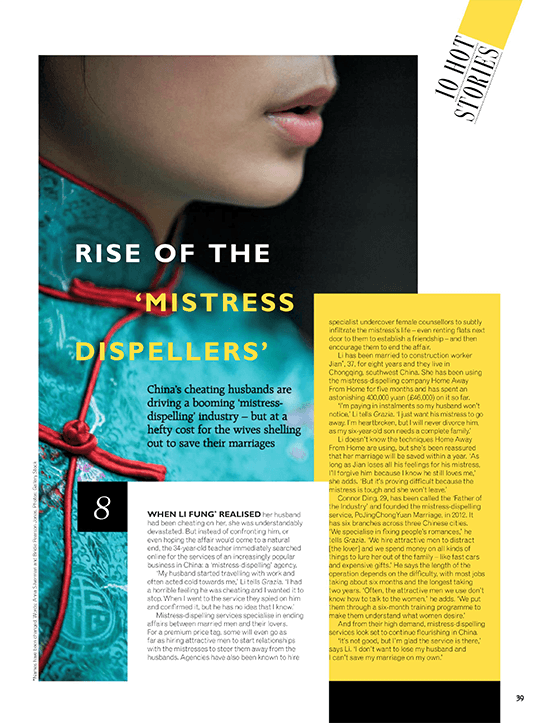 10 HOT
STORIES
RISE OF THE
‘MISTRESS
DISPELLERS’
China’s cheating husbands are
driving a booming ‘mistress-
dispelling’ industry – but at a
hefty cost for the wives shelling
out to save their marriages
8
WHEN LI FUNG* REALISED her husband
had been cheating on her, she was understandably
devastated. But instead of confronting him, or
even hoping the affair would come to a natural
end, the 34-year-old teacher immediately searched
online for the services of an increasingly popular
business in China: a ‘mistress dispelling’ agency.
‘My husband started travelling with work and
often acted cold towards me,’ Li tells Grazia. ‘I had
a horrible feeling he was cheating and I wanted it to
stop. When I went to the service they spied on him
and confirmed it, but he has no idea that I know.’
Mistress-dispelling services specialise in ending
affairs between married men and their lovers.
For a premium price tag, some will even go as
far as hiring attractive men to start relationships
with the mistresses to steer them away from the
husbands. Agencies have also been known to hire
specialist undercover female counsellors to subtly
infiltrate the mistress’s life – even renting flats next
door to them to establish a friendship – and then
encourage them to end the affair.
Li has been married to construction worker
Jian*, 37, for eight years and they live in
Chongqing, southwest China. She has been using
the mistress-dispelling company Home Away
From Home for five months and has spent an
astonishing 400,000 yuan (£46,000) on it so far.
‘I’m paying in instalments so my husband won’t
notice,’ Li tells Grazia. ‘I just want his mistress to go
away. I’m heartbroken, but I will never divorce him,
as my six-year-old son needs a complete family.’
Li doesn’t know the techniques Home Away
From Home are using, but she’s been reassured
that her marriage will be saved within a year. ‘As
long as Jian loses all his feelings for his mistress,
I’ll forgive him because I know he still loves me,’
she adds. ‘But it’s proving difficult because the
mistress is tough and she won’t leave.’
Connor Ding, 29, has been called the ‘Father of
the Industry’ and founded the mistress-dispelling
service, PoJingChongYuan Marriage, in 2012. It
has six branches across three Chinese cities.
‘We specialise in fixing people’s romances,’ he
tells Grazia. ‘We hire attractive men to distract
[the lover] and we spend money on all kinds of
things to lure her out of the family – like fast cars
and expensive gifts.’ He says the length of the
operation depends on the difficulty, with most jobs
taking about six months and the longest taking
two years. ‘Often, the attractive men we use don’t
know how to talk to the women,’ he adds. ‘We put
them through a six-month training programme to
make them understand what women desire.’
And from their high demand, mistress-dispelling
services look set to continue flourishing in China.
‘It’s not good, but I’m glad the service is there,’
says Li. ‘I don’t want to lose my husband and
I can’t save my marriage on my own.’
39